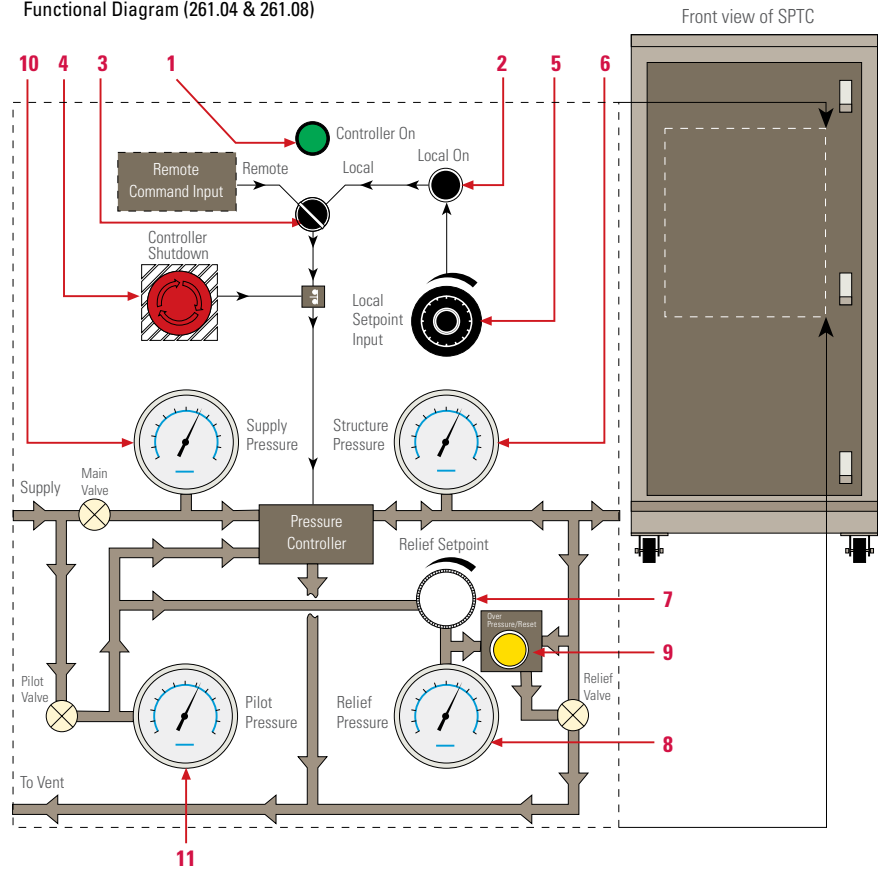 Functional Diagram (261.04 & 261.08)
Front view of SPTC
10
4
3
1
2
5
6
Controller On
Local On
Remote
Command Input
Remote
Local
Controller
Shutdown
Local
Setpoint
Input
Supply
Pressure
Structure
Pressure
Supply
Main
Valve
Pressure
Controller
Relief Setpoint
7
Over
Pressure/Reset
9
Pilot
Valve
Pilot
Pressure
Relief
Pressure
Relief
Valve
8
To Vent
11